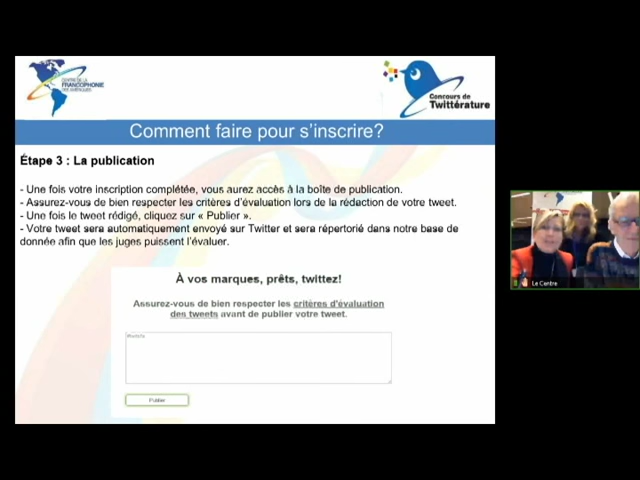 CENTRE DE LA
FRANCOPHONIE
DES AMÉRIQUES
Concours de
Twittérature
Comment faire pour s'inscrire?
Étape 3 : La publication
- Une fois votre inscription complétée, vous aurez accès à la boîte de publication.
- Assurez-vous de bien respecter les critères d'évaluation lors de la rédaction de votre tweet.
- Une fois le tweet rédigé, cliquez sur « Publier ».
- Votre tweet sera automatiquement envoyé sur Twitter et sera répertorié dans notre base de
donnée afin que les juges puissent l'évaluer.
À vos marques, prêts, twittez!
Assurez-vous de bien respecter les critères d'évaluation
des tweets avant de publier votre tweet.
Publier
Le Centre